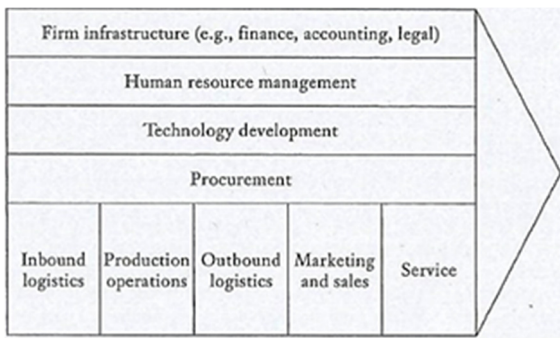 Firm infrastructure (e.g., finance, accounting, legal)
Human resource management
Technology development
Procurement
Inbound
logistics
Production
operations
Outbound
logistics
Marketing
and sales
Service